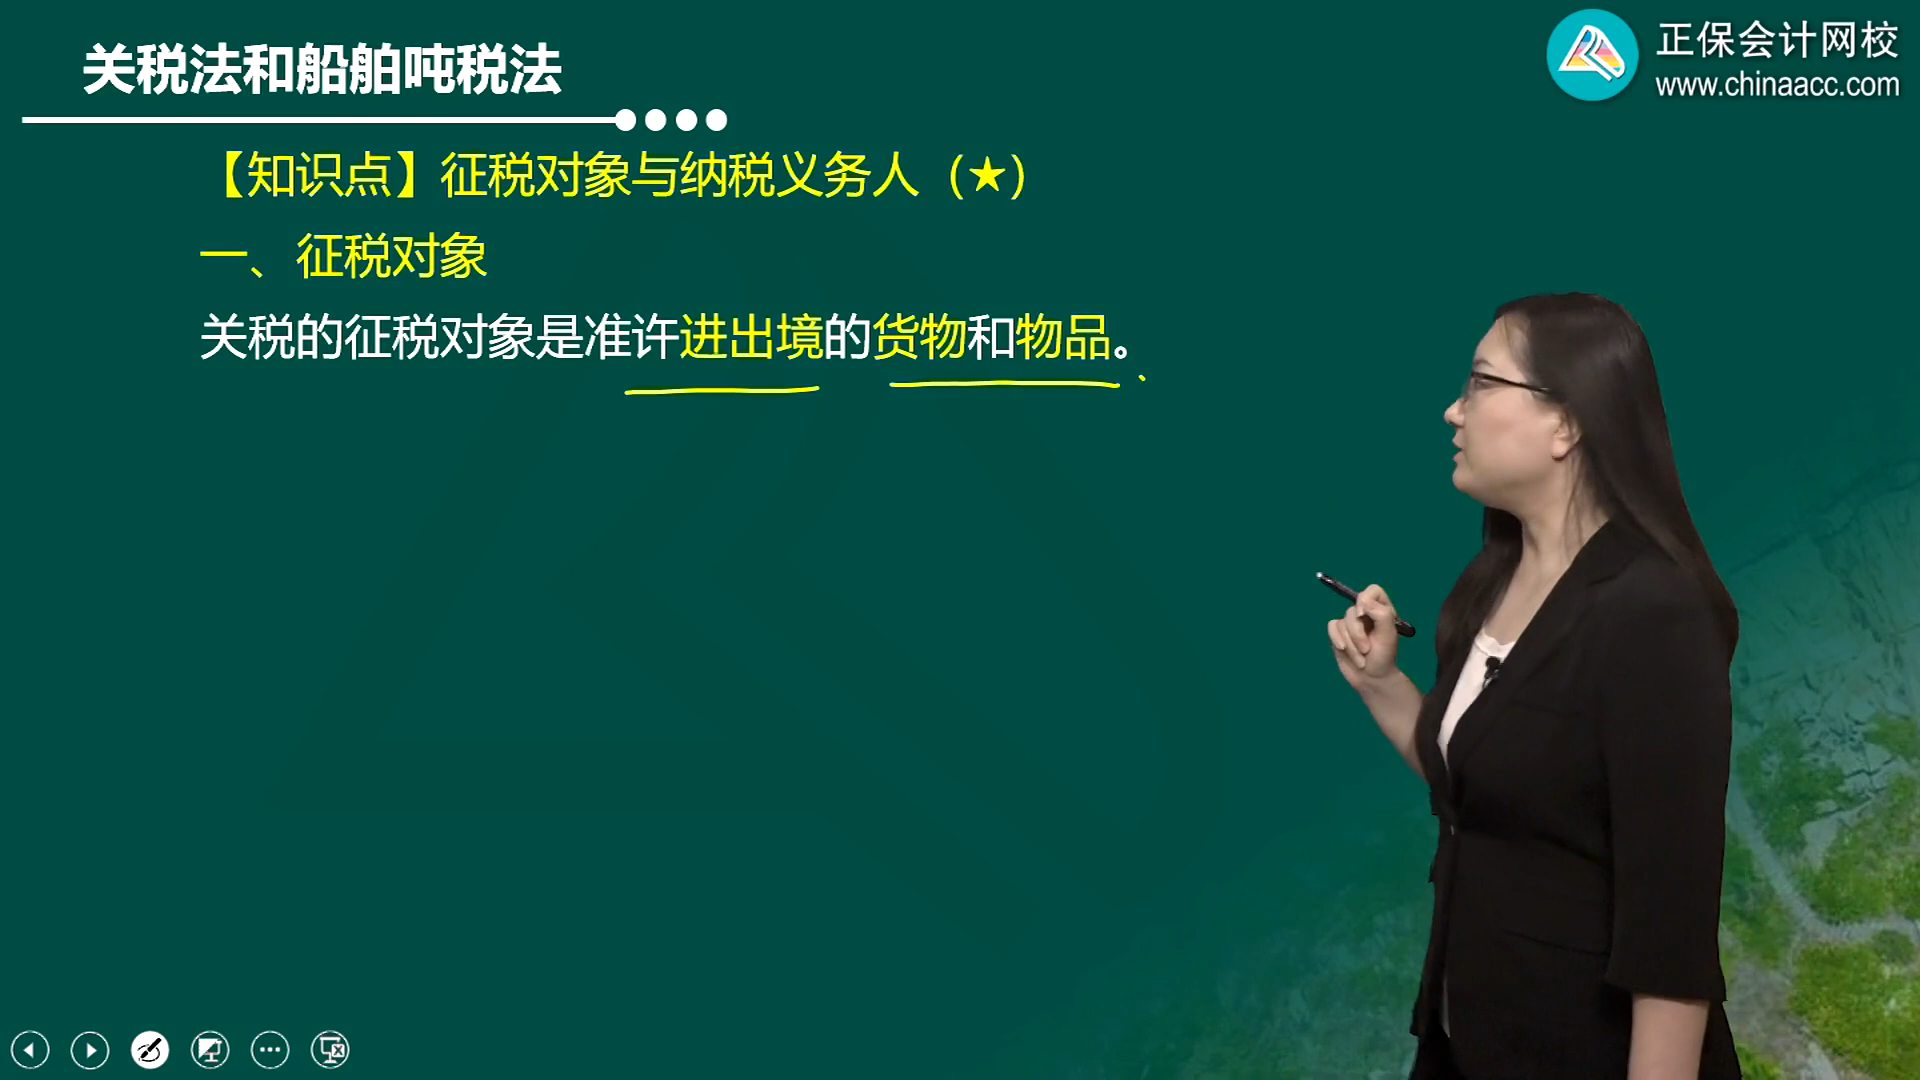 关税法和船舶吨税法
正保会计网校
www.chinaacc.com
【知识点】征税对象与纳税义务人（★）
一、征税对象
关税的征税对象是准许进出境的货物和物品。